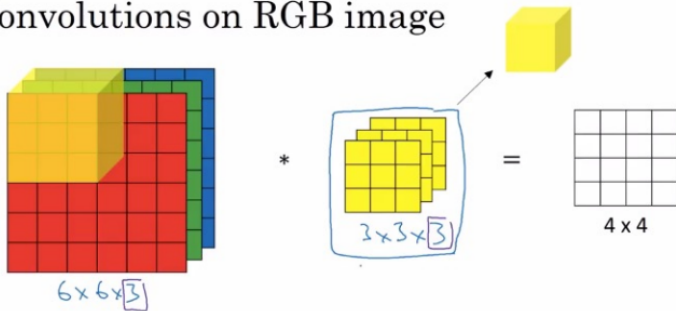 onvolutions on RGB image
*
=
3x3x3
4 x 4
6x6x3